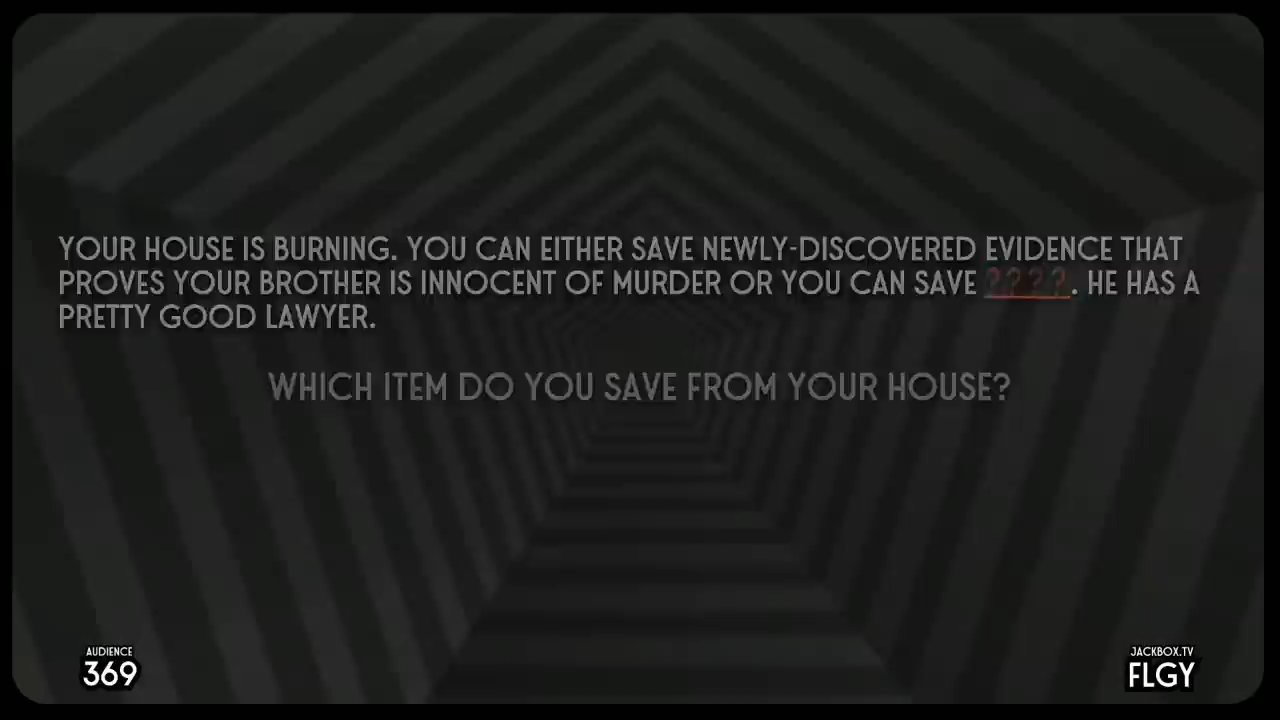 YOUR HOUSE IS BURNING. YOU CAN EITHER SAVE NEWLY-DISCOVERED EVIDENCE THAT
PROVES YOUR BROTHER IS INNOCENT OF MURDER OR YOU CAN SAVE ????. HE HAS A
PRETTY GOOD LAWYER.
WHICH ITEM DO YOU SAVE FROM YOUR HOUSE?
AUDIENCE
369
JACKBOX.TV
FLGY